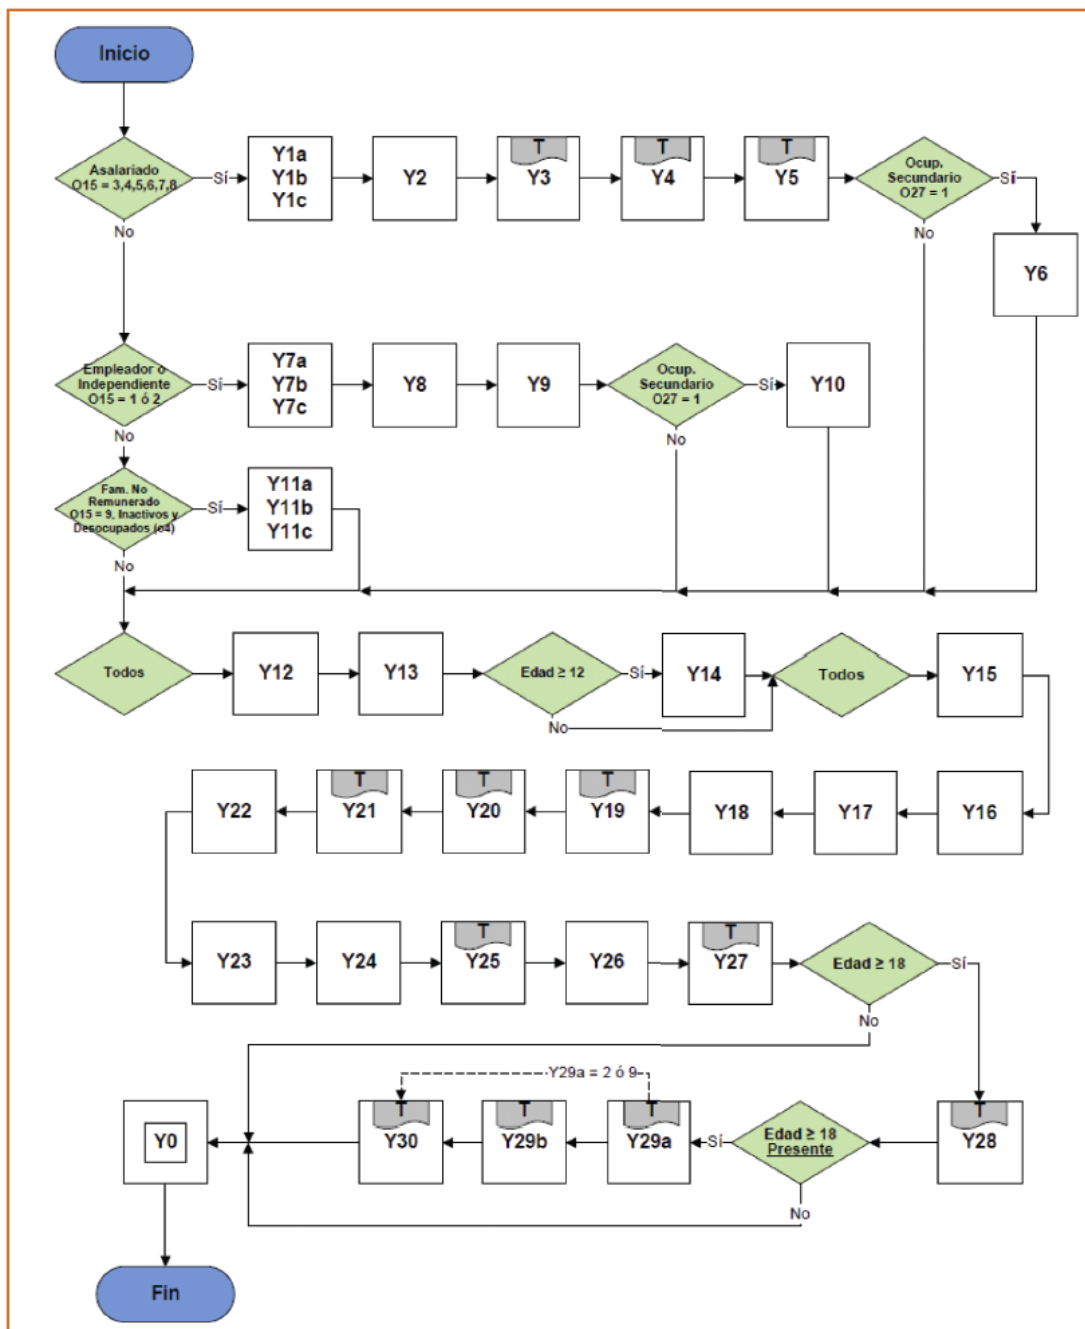 Inicio
Asalariado
O15 = 3,4,5,6,7,8
Sí
No
Y1a
Y1b
Y1c
Y2
T
Y3
T
Y4
T
Y5
Ocup.
Secundario
O27 = 1
Sí
No
Y6
Empleador o
Independiente
O15 = 1 ó 2
Sí
No
Y7a
Y7b
Y7c
Y8
Y9
Ocup.
Secundario
O27 = 1
Sí
No
Y10
Fam. No
Remunerado
O15 = 9, Inactivos y
Desocupados (o4)
Sí
No
Y11a
Y11b
Y11c
Todos
Y12
Y13
Edad ≥ 12
Sí
No
Y14
Todos
Y15
Y22
T
Y21
T
Y20
T
Y19
Y18
Y17
Y16
Y23
Y24
T
Y25
Y26
T
Y27
Edad ≥ 18
Sí
No
Y29a = 2 ó 9
Y0
T
Y30
T
Y29b
T
Y29a
Sí
Edad ≥ 18
Presente
No
T
Y28
Fin